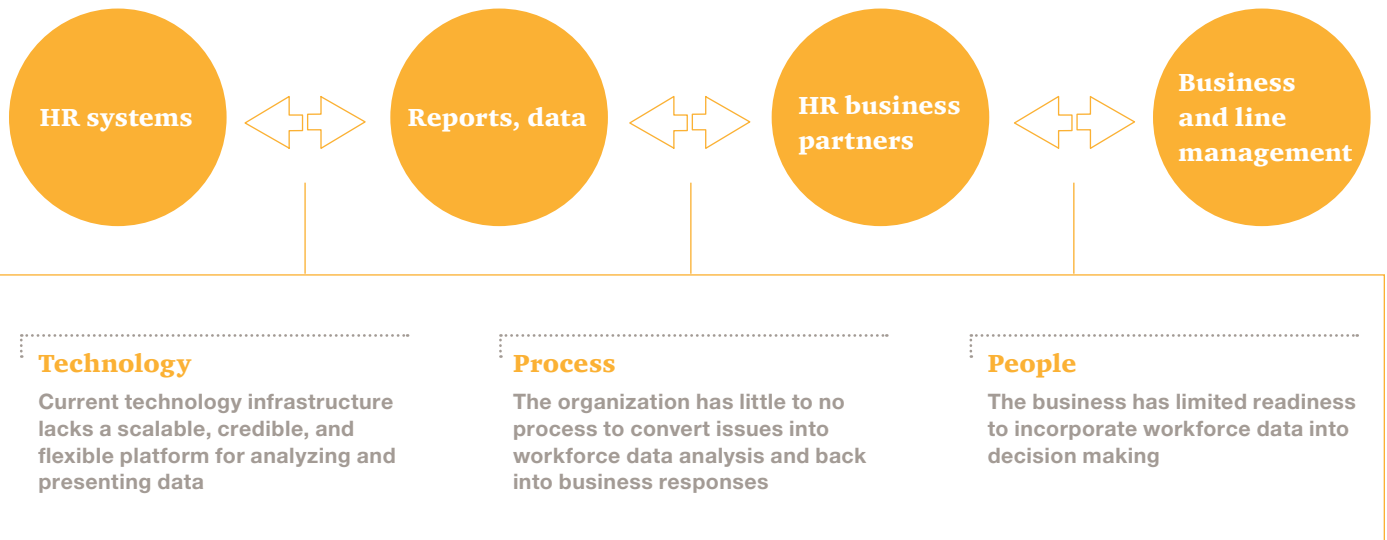 HR systems
Reports, data
HR business
partners
Business
and line
management
Technology
Current technology infrastructure
lacks a scalable, credible, and
flexible platform for analyzing and
presenting data
Process
The organization has little to no
process to convert issues into
workforce data analysis and back
into business responses
People
The business has limited readiness
to incorporate workforce data into
decision making